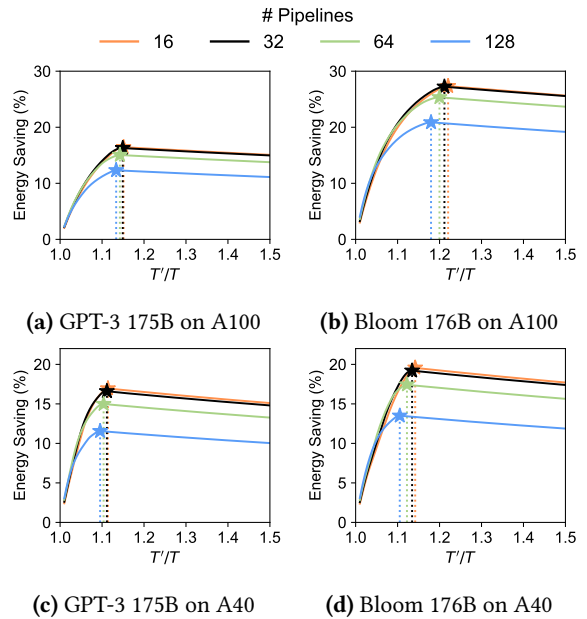 # Pipelines
16 32 64 128
Energy Saving (%)
30
20
10
0
1.0 1.1 1.2 1.3 1.4 1.5
T′/T
(a) GPT-3 175B on A100
Energy Saving (%)
30
20
10
0
1.0 1.1 1.2 1.3 1.4 1.5
T′/T
(b) Bloom 176B on A100
Energy Saving (%)
20
15
10
5
0
1.0 1.1 1.2 1.3 1.4 1.5
T′/T
(c) GPT-3 175B on A40
Energy Saving (%)
20
15
10
5
0
1.0 1.1 1.2 1.3 1.4 1.5
T′/T
(d) Bloom 176B on A40